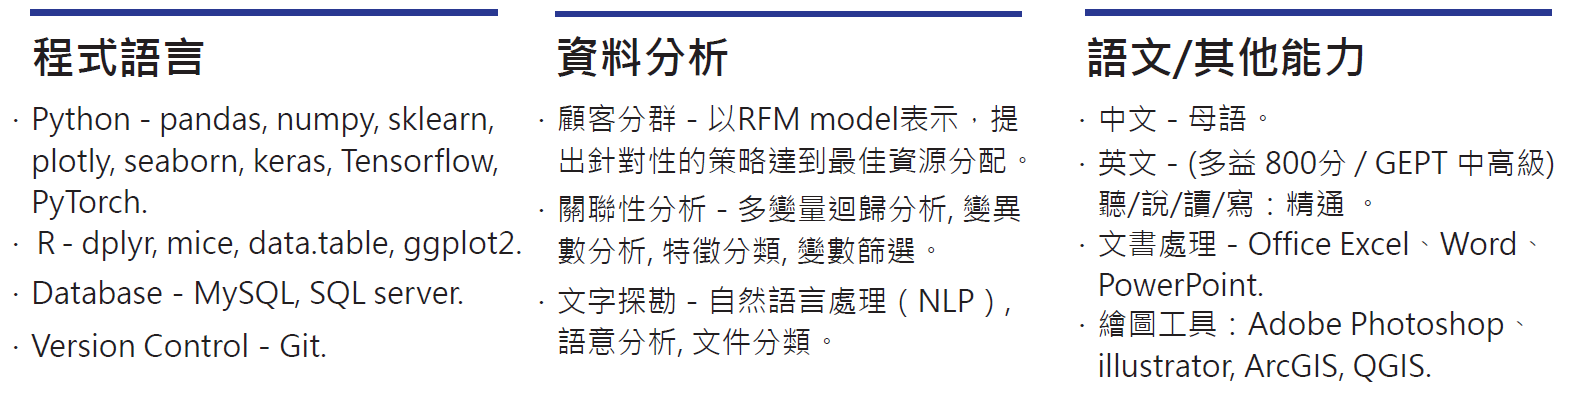 程式語言
· Python - pandas, numpy, sklearn,
plotly, seaborn, keras, Tensorflow,
PyTorch.
· R - dplyr, mice, data.table, ggplot2.
· Database - MySQL, SQL server.
· Version Control - Git.
資料分析
· 顧客分群 - 以RFM model表示，提
出針對性的策略達到最佳資源分配。
· 關聯性分析 - 多變量迴歸分析, 變異
數分析, 特徵分類, 變數篩選。
· 文字探勘 - 自然語言處理（NLP）,
語意分析, 文件分類。
語文/其他能力
· 中文 - 母語。
· 英文 - (多益 800分 / GEPT 中高級)
聽/說/讀/寫：精通 。
· 文書處理 - Office Excel、Word、
PowerPoint.
· 繪圖工具：Adobe Photoshop、
illustrator, ArcGIS, QGIS.